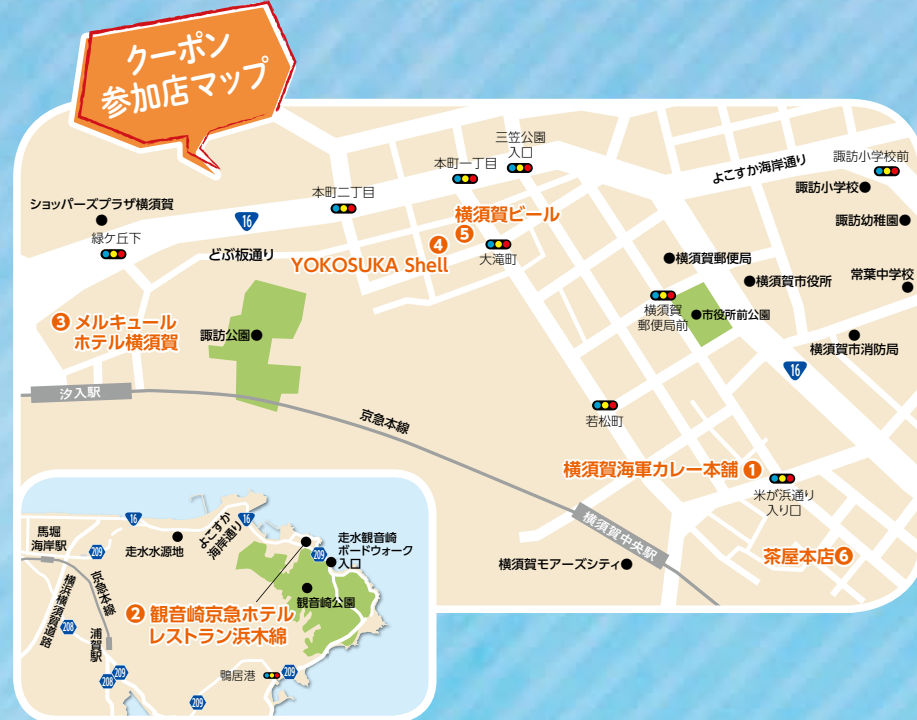 クーポン
参加店マップ
三笠公園
入口
本町一丁目
よこすか海岸通り
諏訪小学校前
本町二丁目
諏訪小学校
ショッパーズプラザ横須賀
横須賀ビール
16
諏訪幼稚園
緑ケ丘下
どぶ板通り
4
5
YOKOSUKA Shell
大滝町
横須賀郵便局
横須賀市役所
常葉中学校
横須賀
郵便局前
市役所前公園
3 メルキュール
ホテル横須賀
諏訪公園
横須賀市消防局
16
汐入駅
京急本線
若松町
横須賀海軍カレー本舗 1
米が浜通り
入り口
横須賀中央駅
茶屋本店6
横須賀モアーズシティ
馬堀
海岸駅
16
よこすか
海岸通り
16
209
走水水源地
209
走水観音崎
ボードウォーク
入口
横浜横須賀道路
京急本線
観音崎公園
2 観音崎京急ホテル
レストラン浜木綿
208
浦賀駅
209
208
鴨居港
209
209